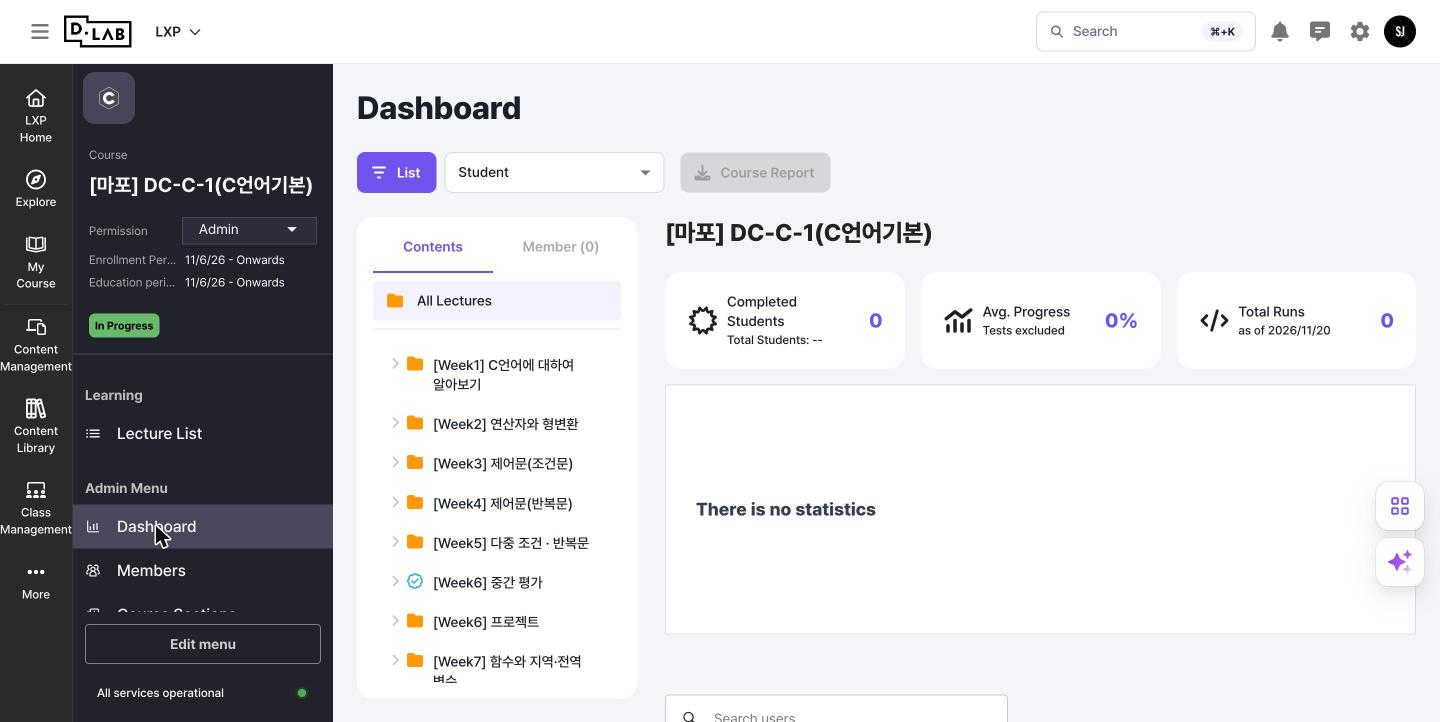 D·LAB
LXP
Search
⌘+K
SJ
LXP
Home
Explore
My
Course
Content
Management
Content
Library
Class
Management
More
C
Course
[마포] DC-C-1(C언어기본)
Permission
Admin
Enrollment Per... 11/6/26 - Onwards
Education peri... 11/6/26 - Onwards
In Progress
Learning
Lecture List
Admin Menu
Dashboard
Members
Course Sections
Edit menu
All services operational
Dashboard
List
Student
Course Report
Contents
Member (0)
All Lectures
[Week1] C언어에 대하여
알아보기
[Week2] 연산자와 형변환
[Week3] 제어문(조건문)
[Week4] 제어문(반복문)
[Week5] 다중 조건 · 반복문
[Week6] 중간 평가
[Week6] 프로젝트
[Week7] 함수와 지역·전역
변수
[마포] DC-C-1(C언어기본)
Completed
Students
Total Students: --
0
Avg. Progress
Tests excluded
0%
Total Runs
as of 2026/11/20
0
There is no statistics
Search users